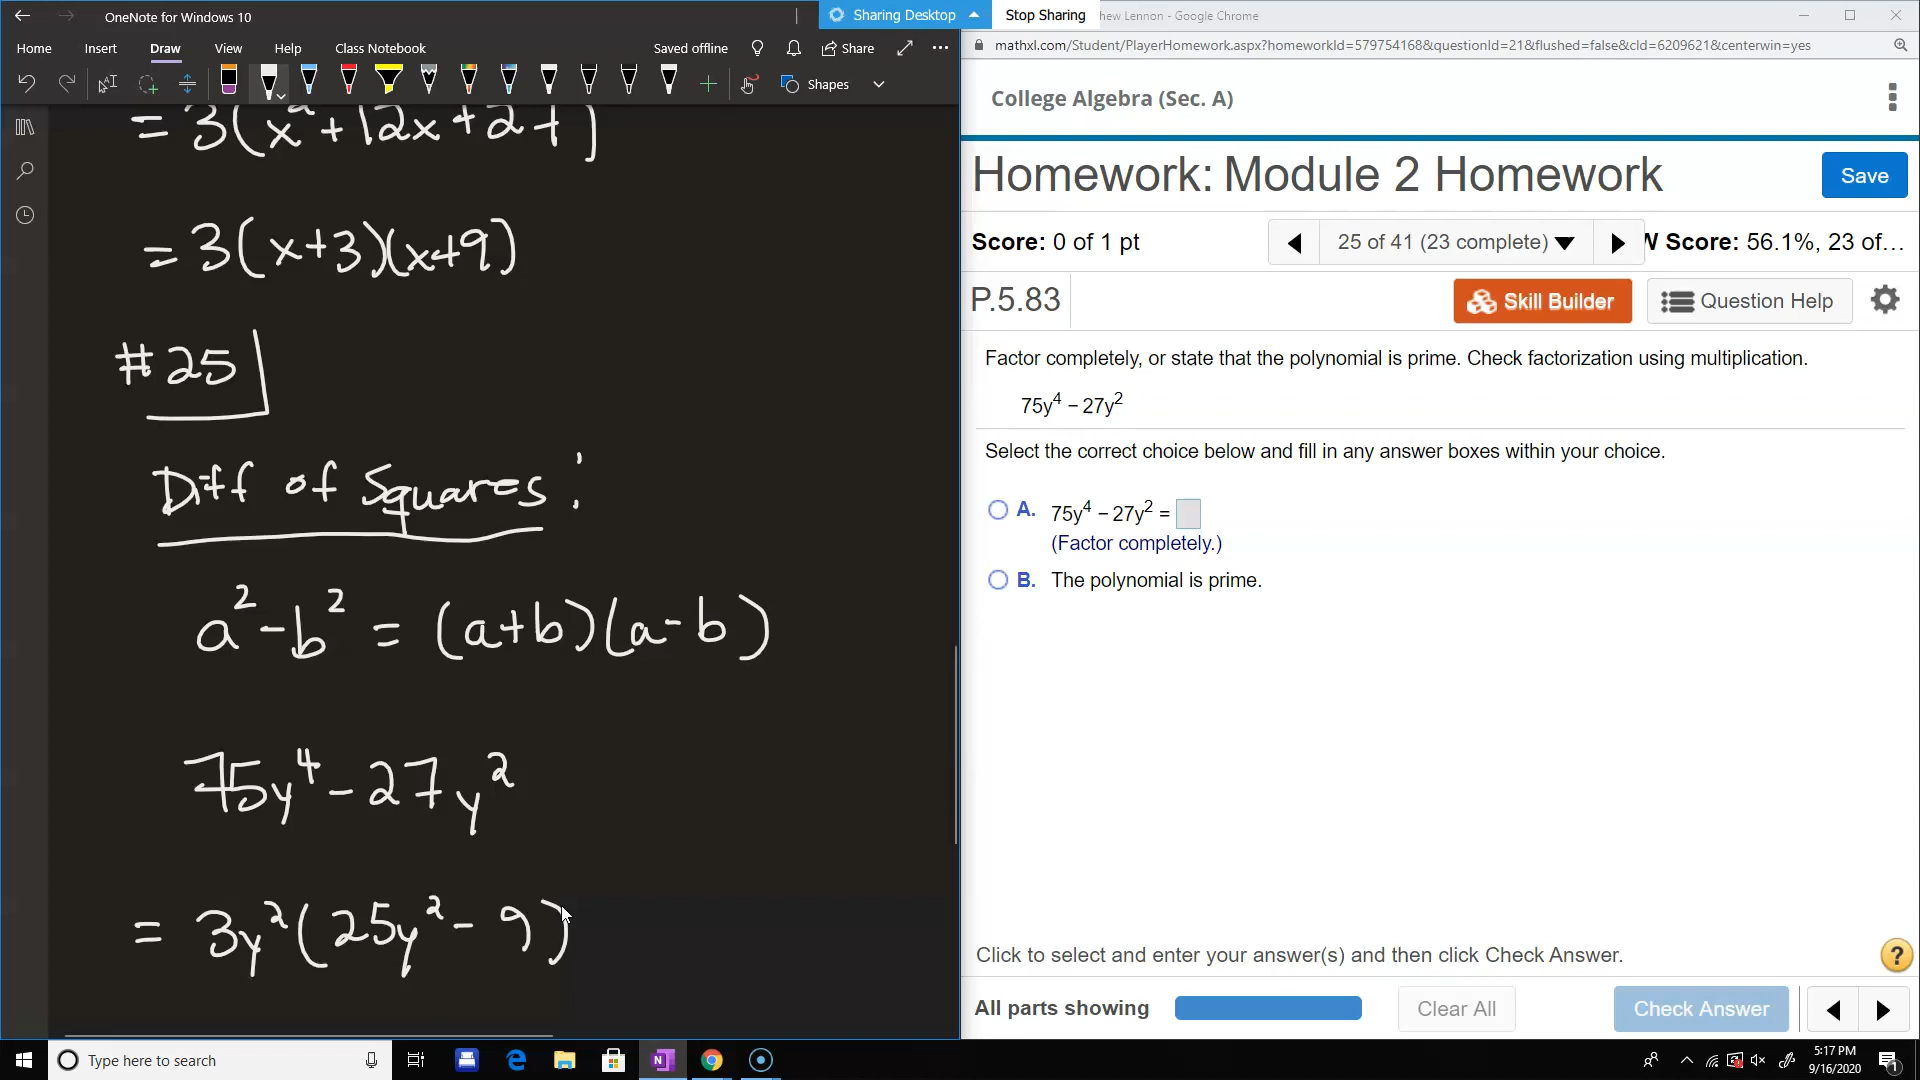 OneNote for Windows 10
Sharing Desktop
Stop Sharing
hew Lennon - Google Chrome
Home Insert Draw View Help Class Notebook Saved offline Share
mathxl.com/Student/PlayerHomework.aspx?homeworkId=579754168&questionId=21&flushed=false&cld=6209621&centerwin=yes
Shapes
College Algebra (Sec. A)
= 3(x² + 12x + 27)
Homework: Module 2 Homework
Save
= 3(x+3)(x+9)
Score: 0 of 1 pt
25 of 41 (23 complete)
W Score: 56.1%, 23 of...
P.5.83
Skill Builder
Question Help
#25
Factor completely, or state that the polynomial is prime. Check factorization using multiplication.
75y⁴ − 27y²
Diff of Squares:
Select the correct choice below and fill in any answer boxes within your choice.
A. 75y⁴ − 27y² =
(Factor completely.)
B. The polynomial is prime.
a² − b² = (a+b)(a−b)
75y⁴ − 27y²
= 3y²(25y² − 9)
Click to select and enter your answer(s) and then click Check Answer.
?
All parts showing
Clear All
Check Answer
Type here to search
N
5:17 PM
9/16/2020
1